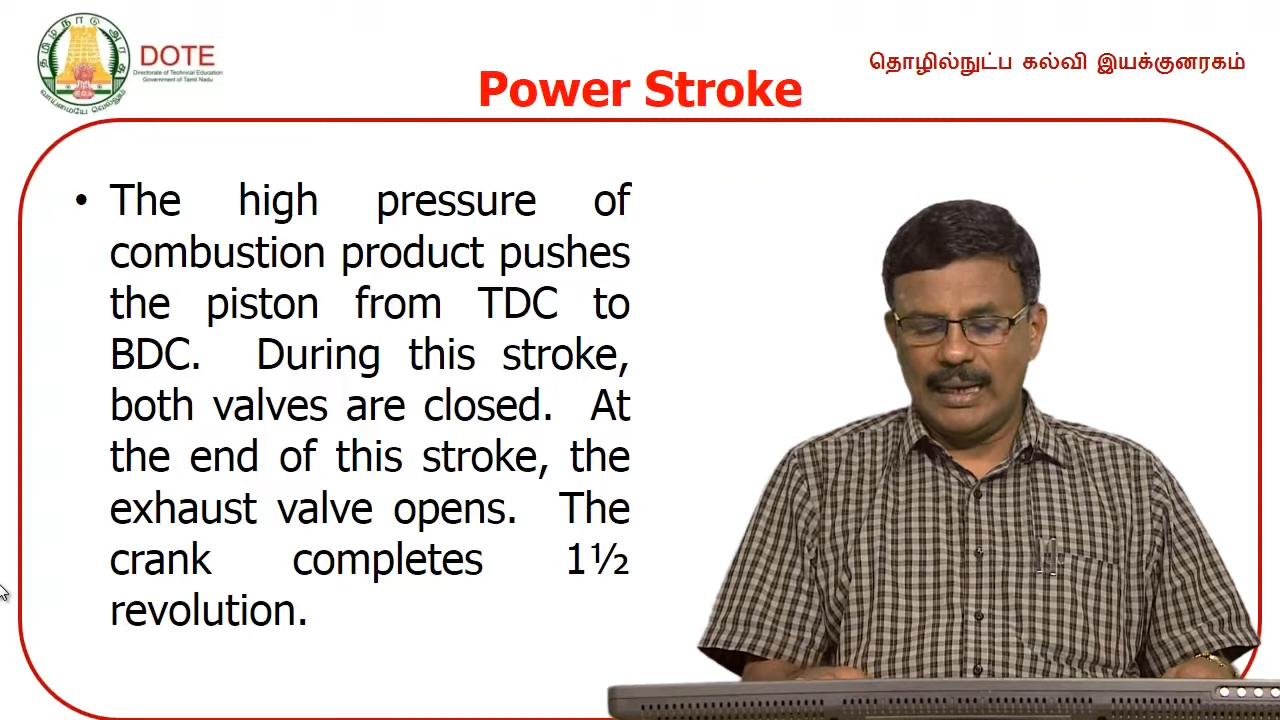 தமிழ்நாடு அரசு
வாய்மையே வெல்லும்
DOTE
Directorate of Technical Education
Government of Tamil Nadu
தொழில்நுட்ப கல்வி இயக்குனரகம்
Power Stroke
• The high pressure of
combustion product pushes
the piston from TDC to
BDC. During this stroke,
both valves are closed. At
the end of this stroke, the
exhaust valve opens. The
crank completes 1½
revolution.